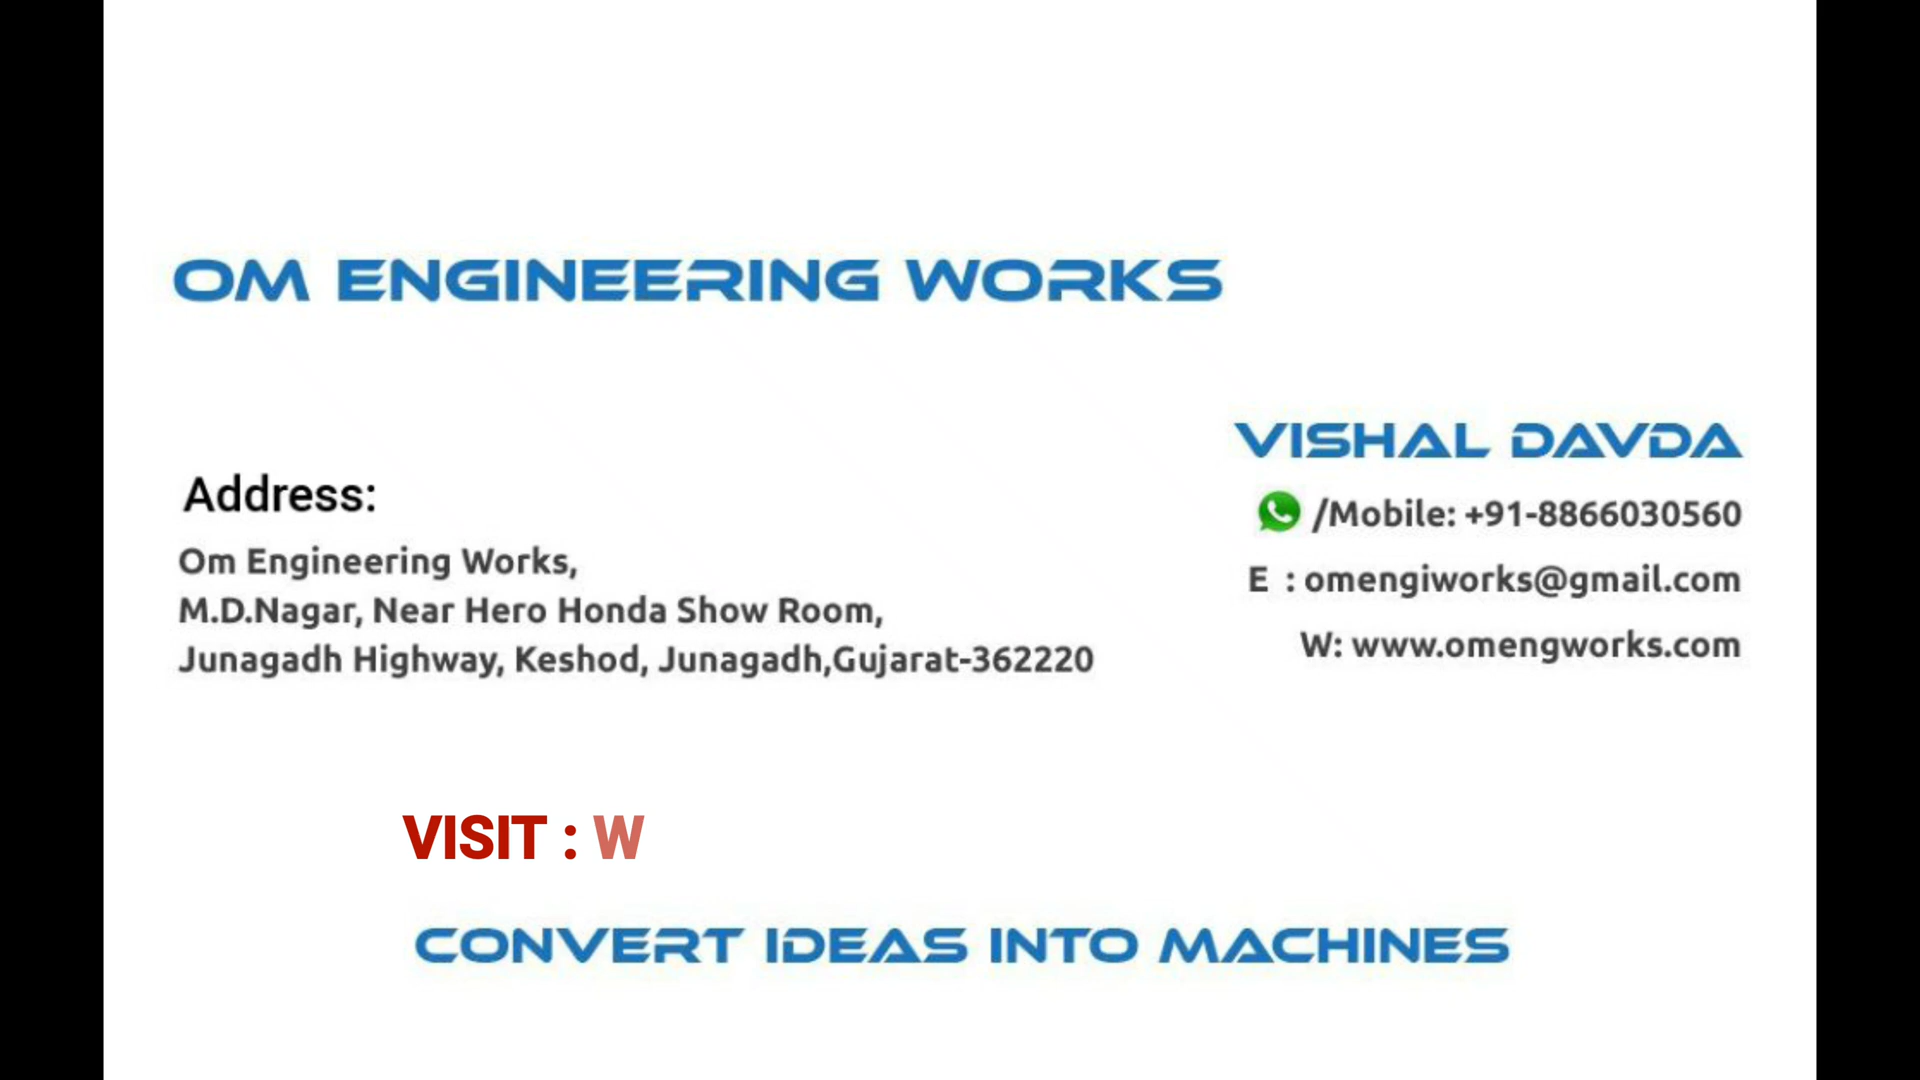 OM ENGINEERING WORKS
VISHAL DAVDA
/Mobile: +91-8866030560
E : omengiworks@gmail.com
W: www.omengworks.com
Address:
Om Engineering Works,
M.D.Nagar, Near Hero Honda Show Room,
Junagadh Highway, Keshod, Junagadh,Gujarat-362220
VISIT : W
CONVERT IDEAS INTO MACHINES